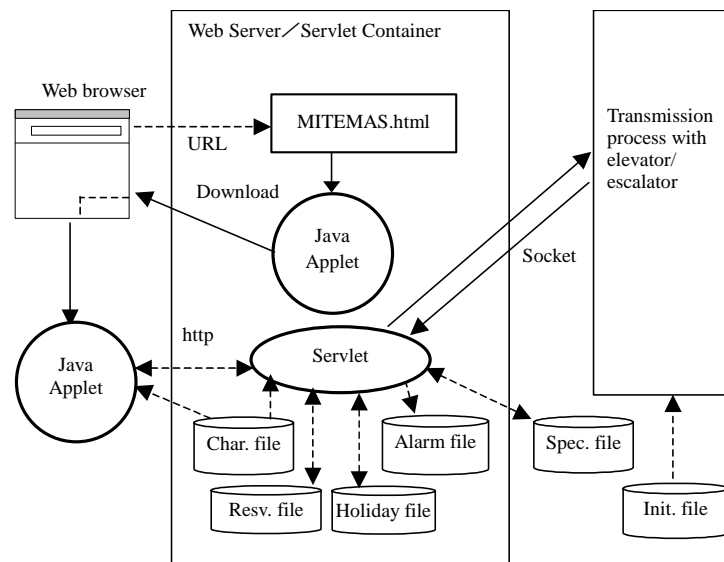 Web Server／Servlet Container
Web browser
MITEMAS.html
URL
Transmission
process with
elevator/
escalator
Download
Java
Applet
Socket
http
Servlet
Java
Applet
Char. file
Alarm file
Spec. file
Resv. file
Holiday file
Init. file